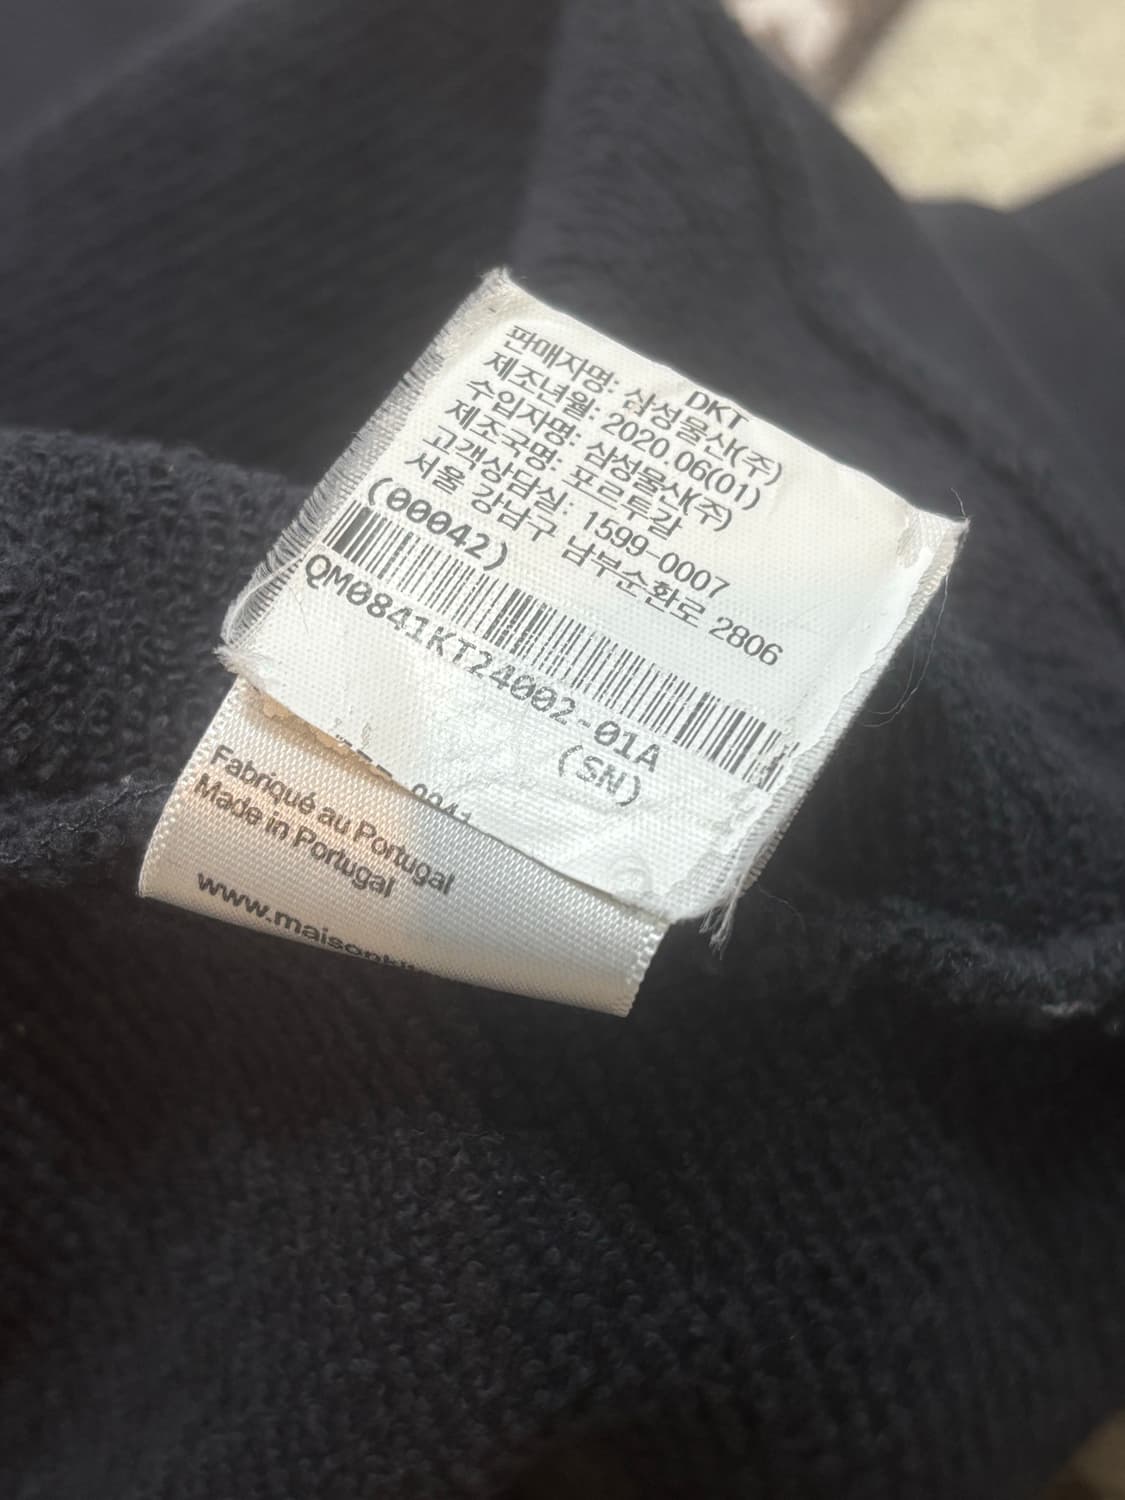 DKT
판매자명: 삼성물산(주)
제조년월: 2020.06(01)
수입자명: 삼성물산(주)
제조국명: 포르투갈
고객상담실: 1599-0007
서울 강남구 남부순환로 2806
(00042)
QM0841KT24002-01A
(SN)
Fabriqué au Portugal
Made in Portugal
www.maisonki